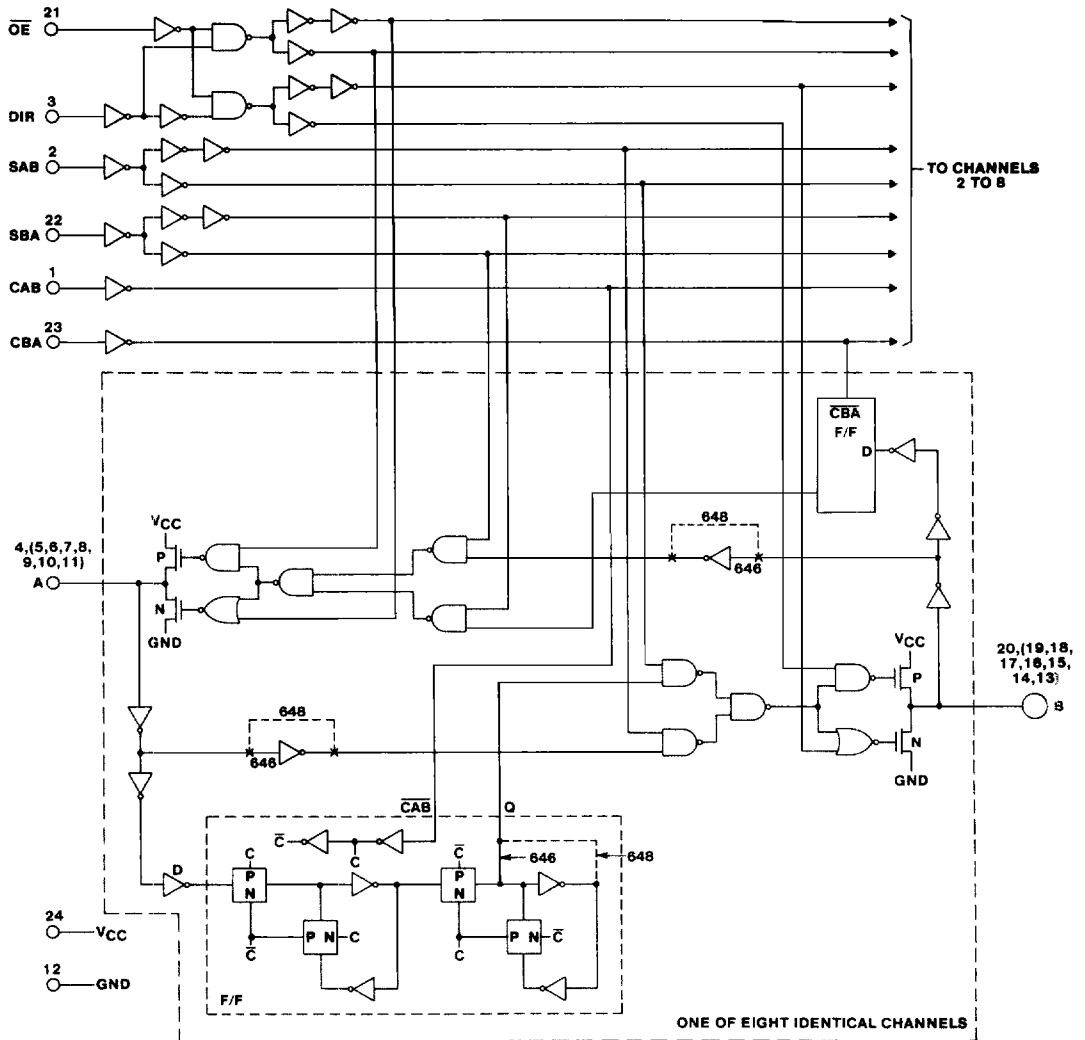 21
OE
3
DIR
2
SAB
TO CHANNELS
2 TO 8
22
SBA
1
CAB
23
CBA
CBA
F/F
D
VCC
648
4,(5,6,7,8,
9,10,11)
P
A
646
N
GND
VCC
20,(19,18,
17,16,15,
14,13)
P
B
648
N
646
GND
CAB
Q
C
C
646
648
D
C
C
P
N
P
N
P N
C
P N
C
C
C
24
VCC
12
GND
F/F
ONE OF EIGHT IDENTICAL CHANNELS